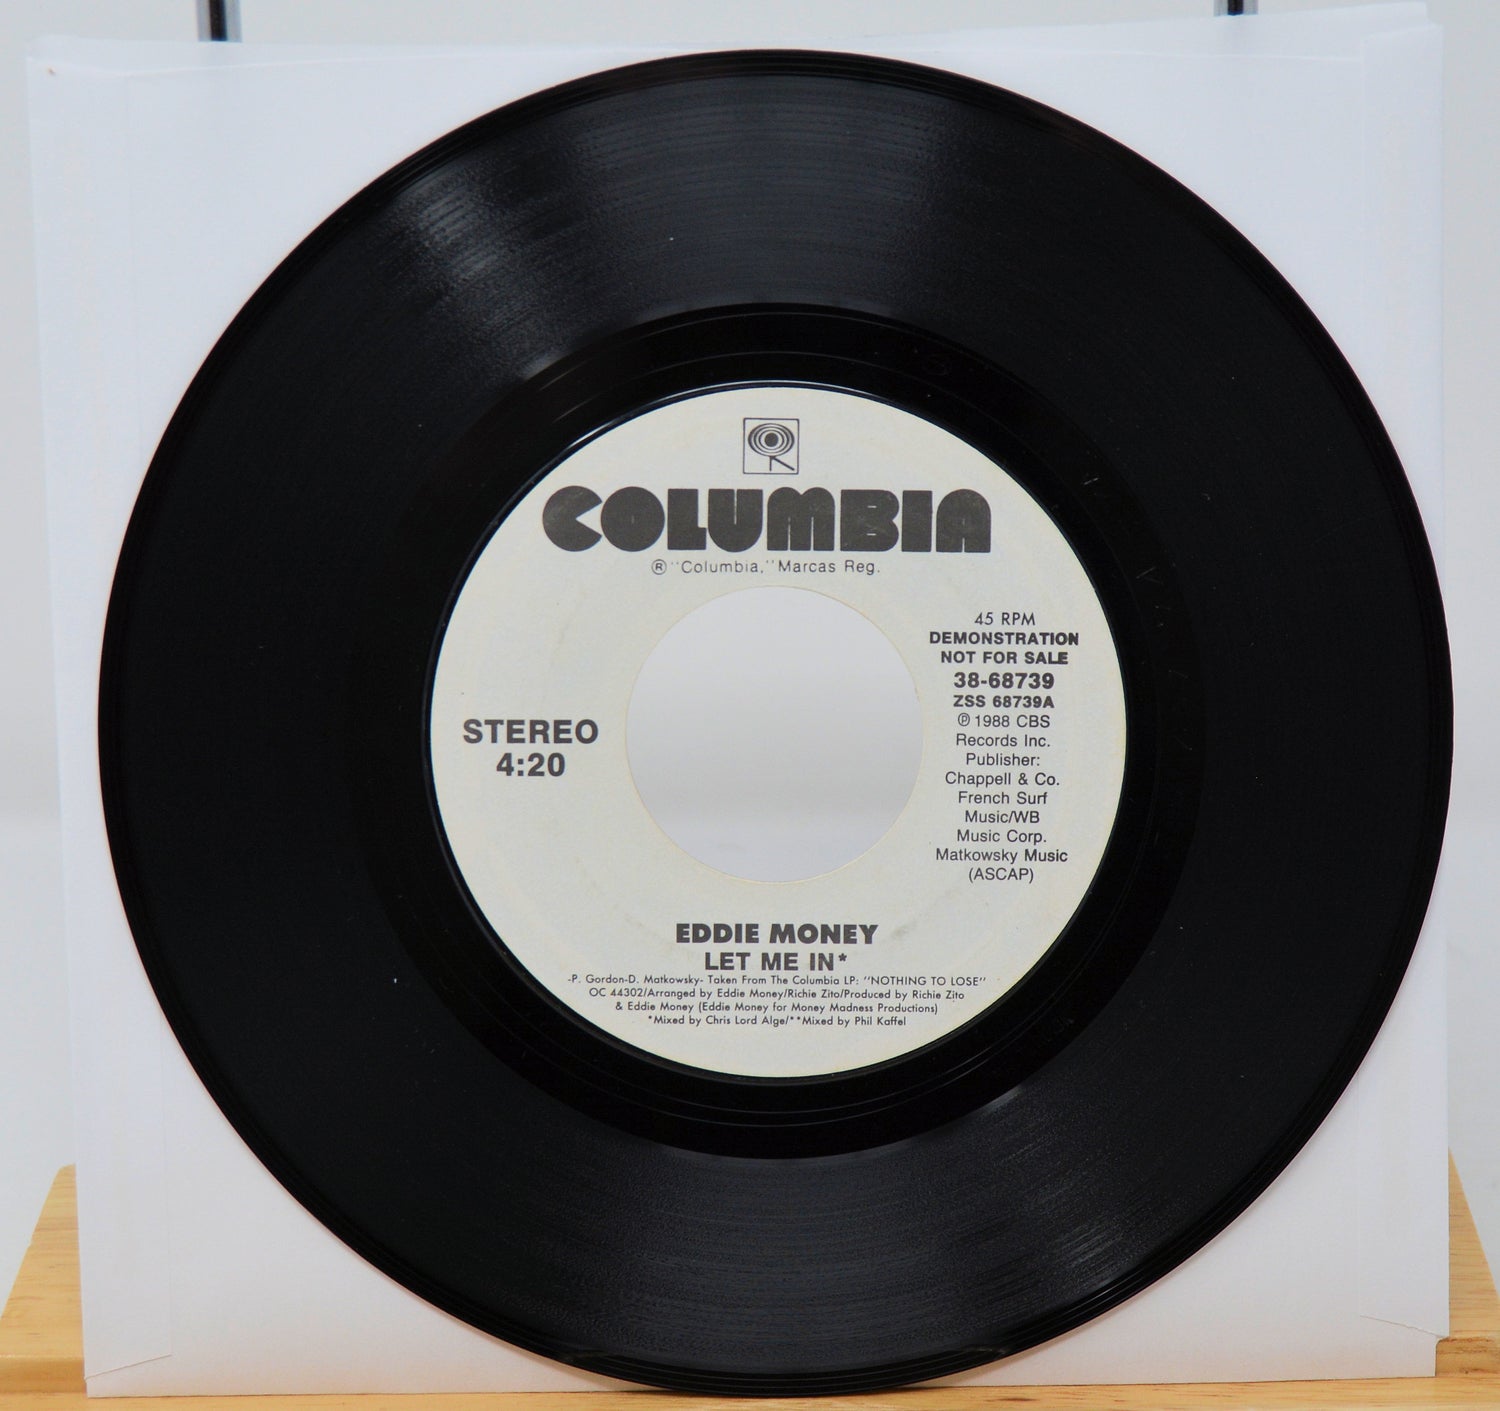 COLUMBIA
® "Columbia," Marcas Reg.
45 RPM
DEMONSTRATION
NOT FOR SALE
38-68739
ZSS 68739A
℗ 1988 CBS
Records Inc.
Publisher:
Chappell & Co.
French Surf
Music/WB
Music Corp.
Matkowsky Music
(ASCAP)
STEREO
4:20
EDDIE MONEY
LET ME IN*
-P. Gordon-D. Matkowsky- Taken From The Columbia LP: "NOTHING TO LOSE"
OC 44302/Arranged by Eddie Money/Richie Zito/Produced by Richie Zito
& Eddie Money (Eddie Money for Money Madness Productions)
*Mixed by Chris Lord Alge/**Mixed by Phil Kaffel